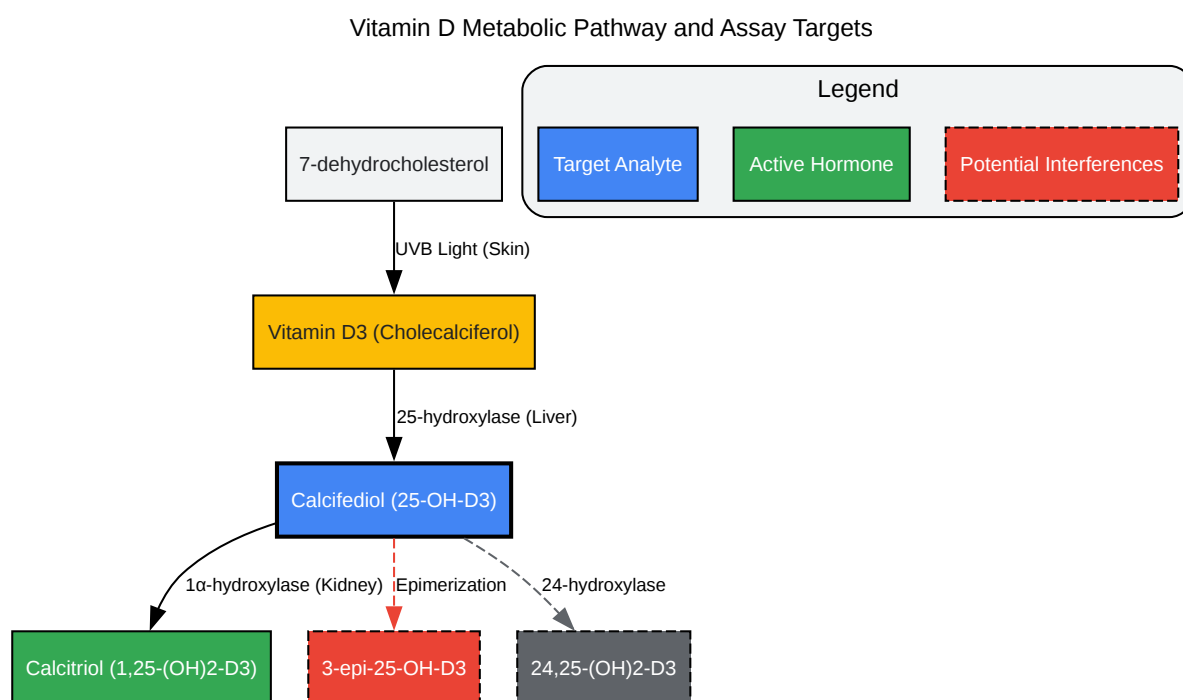 Vitamin D Metabolic Pathway and Assay Targets
Legend
7-dehydrocholesterol
Target Analyte
Active Hormone
Potential Interferences
UVB Light (Skin)
Vitamin D3 (Cholecalciferol)
25-hydroxylase (Liver)
Calcifediol (25-OH-D3)
1α-hydroxylase (Kidney)
Epimerization
24-hydroxylase
Calcitriol (1,25-(OH)2-D3)
3-epi-25-OH-D3
24,25-(OH)2-D3